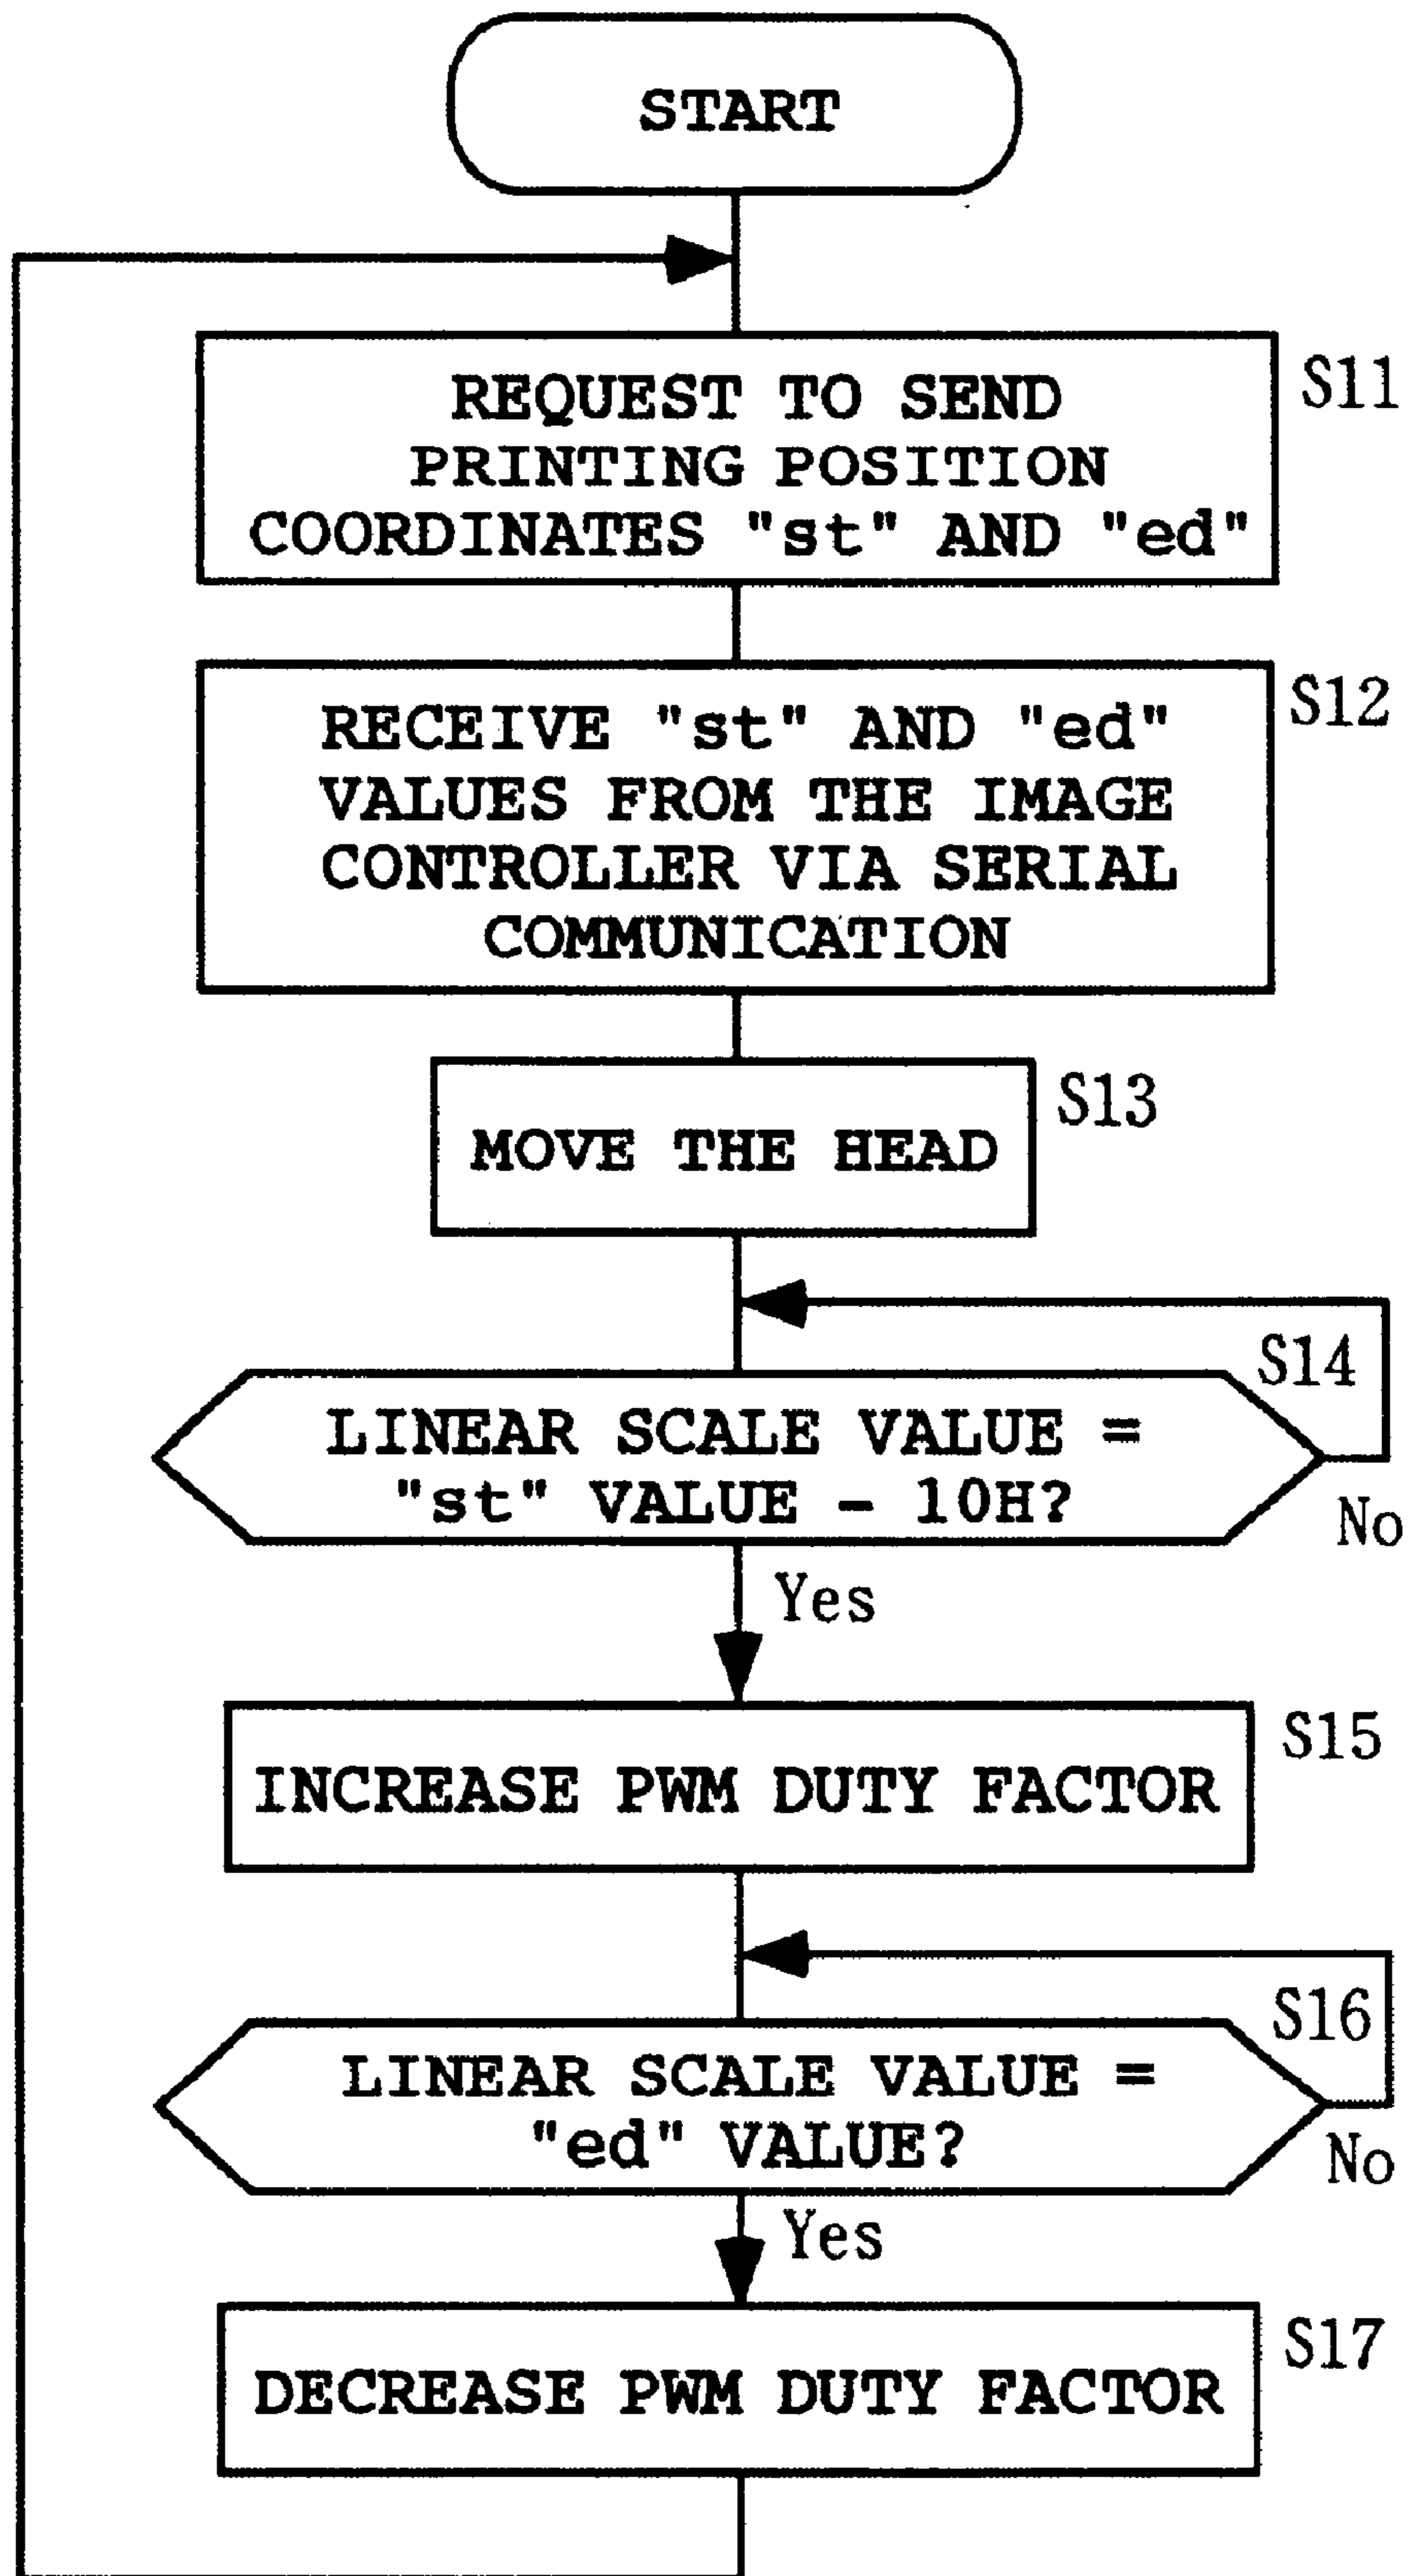 START
S11
REQUEST TO SEND
PRINTING POSITION
COORDINATES "st" AND "ed"
S12
RECEIVE "st" AND "ed"
VALUES FROM THE IMAGE
CONTROLLER VIA SERIAL
COMMUNICATION
S13
MOVE THE HEAD
S14
LINEAR SCALE VALUE =
"st" VALUE - 10H?
No
Yes
S15
INCREASE PWM DUTY FACTOR
S16
LINEAR SCALE VALUE =
"ed" VALUE?
No
Yes
S17
DECREASE PWM DUTY FACTOR